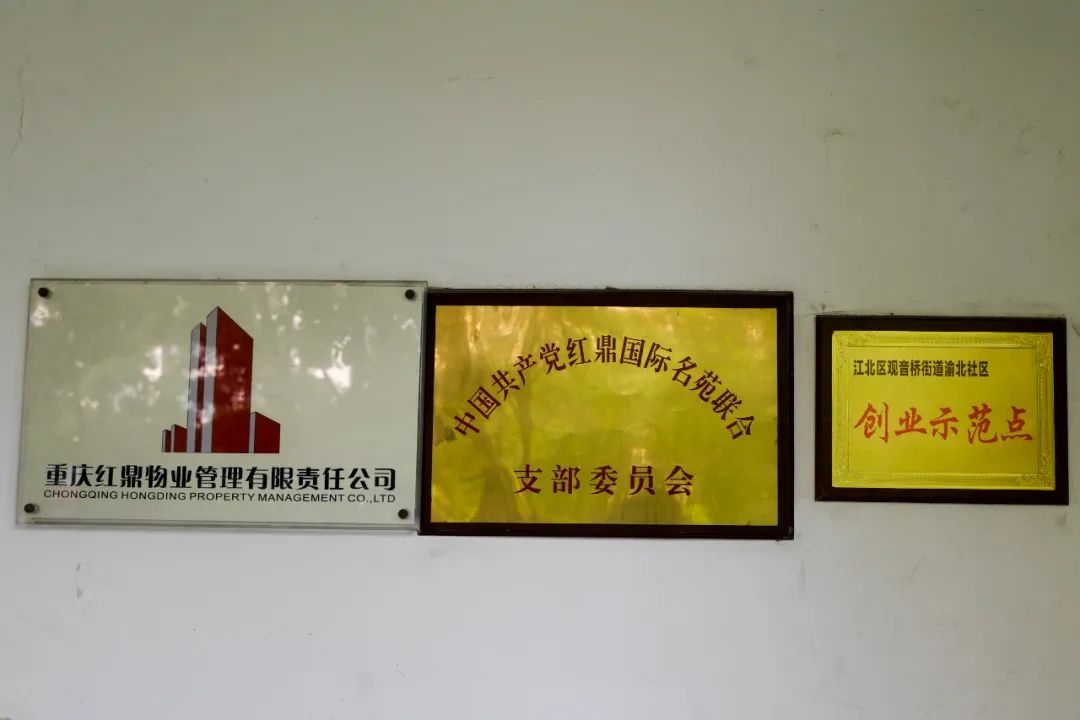 重庆红鼎物业管理有限责任公司
CHONGQING HONGDING PROPERTY MANAGEMENT CO.,LTD
中国共产党红鼎国际名苑联合
支部委员会
江北区观音桥街道渝北社区
创业示范点